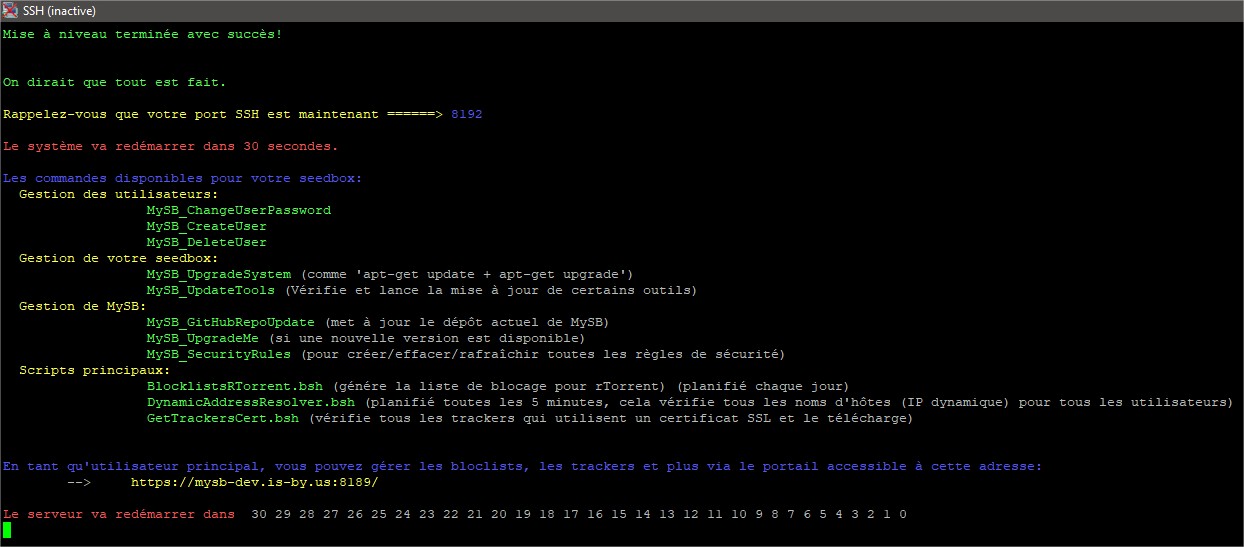 SSH (inactive)
Mise à niveau terminée avec succès!
On dirait que tout est fait.
Rappelez-vous que votre port SSH est maintenant ======> 8192
Le système va redémarrer dans 30 secondes.
Les commandes disponibles pour votre seedbox:
Gestion des utilisateurs:
MySB_ChangeUserPassword
MySB_CreateUser
MySB_DeleteUser
Gestion de votre seedbox:
MySB_UpgradeSystem (comme 'apt-get update + apt-get upgrade')
MySB_UpdateTools (Vérifie et lance la mise à jour de certains outils)
Gestion de MySB:
MySB_GitHubRepoUpdate (met à jour le dépôt actuel de MySB)
MySB_UpgradeMe (si une nouvelle version est disponible)
MySB_SecurityRules (pour créer/effacer/rafraîchir toutes les règles de sécurité)
Scripts principaux:
BlocklistsRTorrent.bsh (génére la liste de blocage pour rTorrent) (planifié chaque jour)
DynamicAddressResolver.bsh (planifié toutes les 5 minutes, cela vérifie tous les noms d'hôtes (IP dynamique) pour tous les utilisateurs)
GetTrackersCert.bsh (vérifie tous les trackers qui utilisent un certificat SSL et le télécharge)
En tant qu'utilisateur principal, vous pouvez gérer les bloclists, les trackers et plus via le portail accessible à cette adresse:
--> https://mysb-dev.is-by.us:8189/
Le serveur va redémarrer dans 30 29 28 27 26 25 24 23 22 21 20 19 18 17 16 15 14 13 12 11 10 9 8 7 6 5 4 3 2 1 0